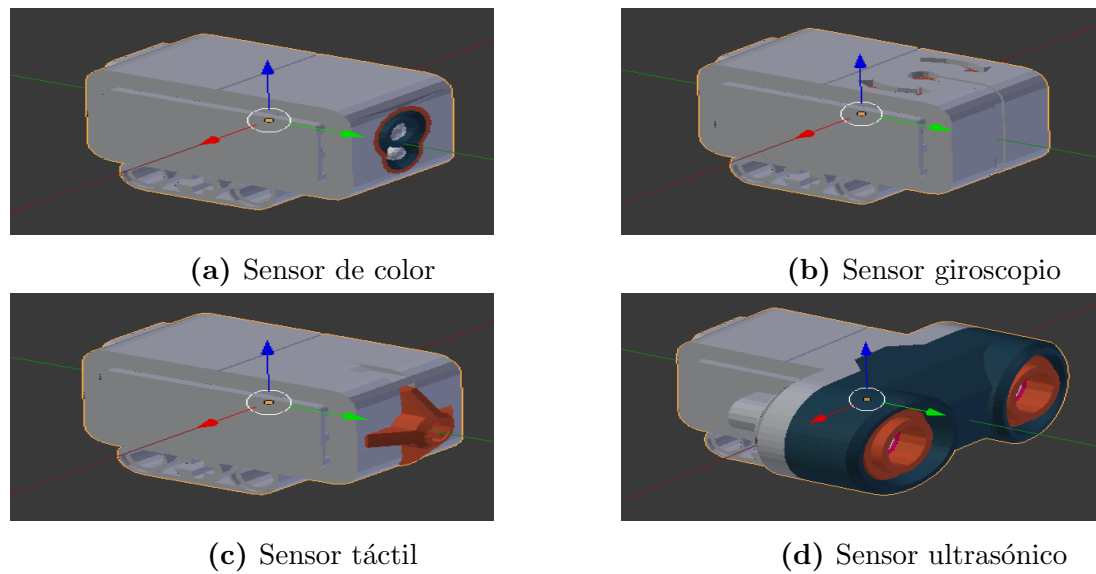 (a) Sensor de color
(b) Sensor giroscopio
(c) Sensor táctil
(d) Sensor ultrasónico